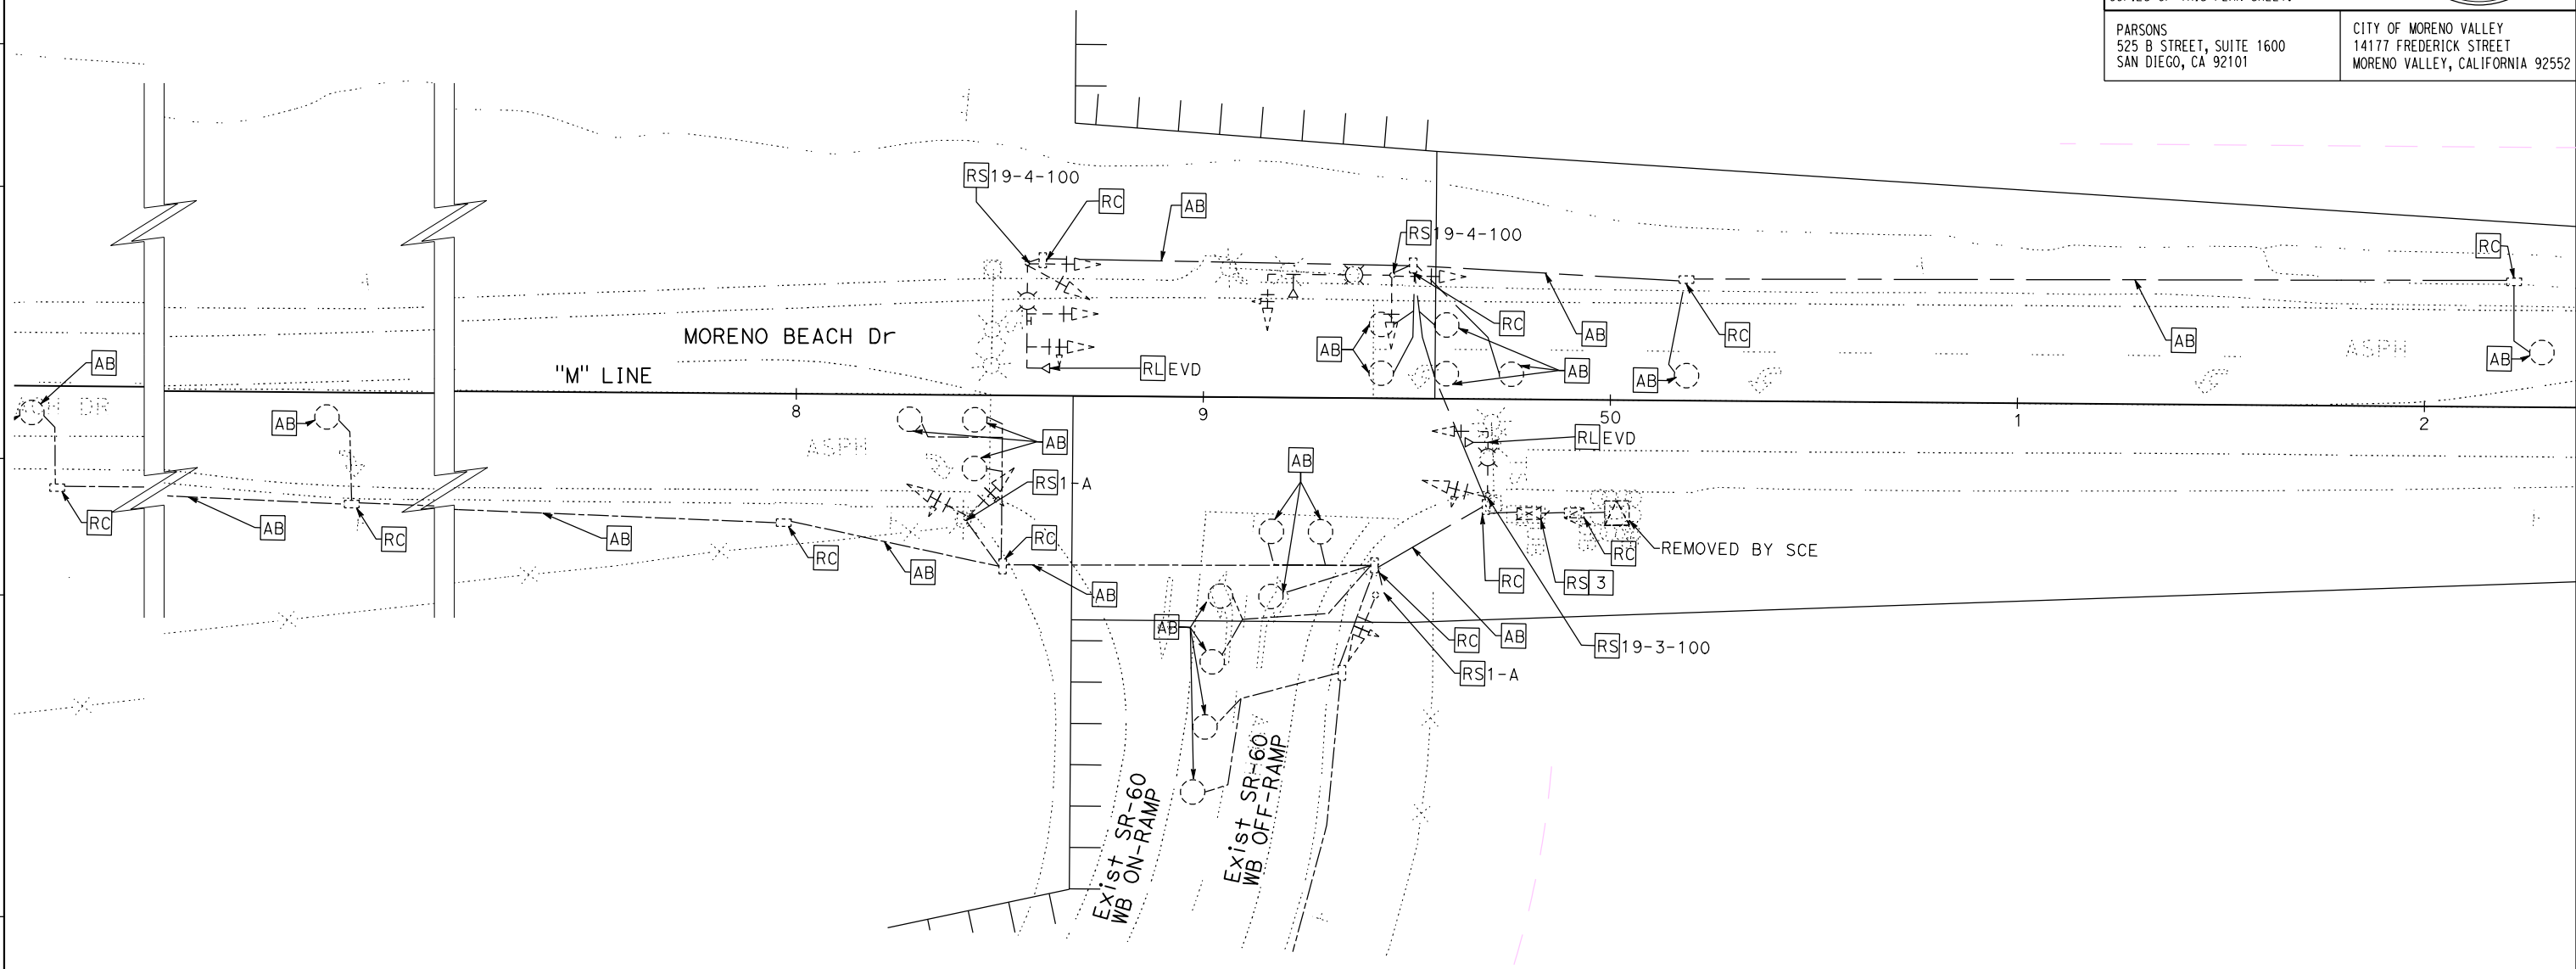 PARSONS
525 B STREET, SUITE 1600
SAN DIEGO, CA 92101
CITY OF MORENO VALLEY
14177 FREDERICK STREET
MORENO VALLEY, CALIFORNIA 92552
RS 19-4-100
RC
AB
RS 19-4-100
RC
RC
AB
RC
AB
AB
MORENO BEACH Dr
AB
AB
AB
ASPH
AB
RL EVD
AB
"M" LINE
8
9
50
1
2
DR
AB
ASPH
AB
RL EVD
AB
RS 1-A
RC
AB
RC
AB
RC
RC
AB
AB
RC
REMOVED BY SCE
RC
RS 3
AB
AB
RC
AB
RS 19-3-100
RS 1-A
Exist SR-60
WB ON-RAMP
Exist SR-60
WB OFF-RAMP